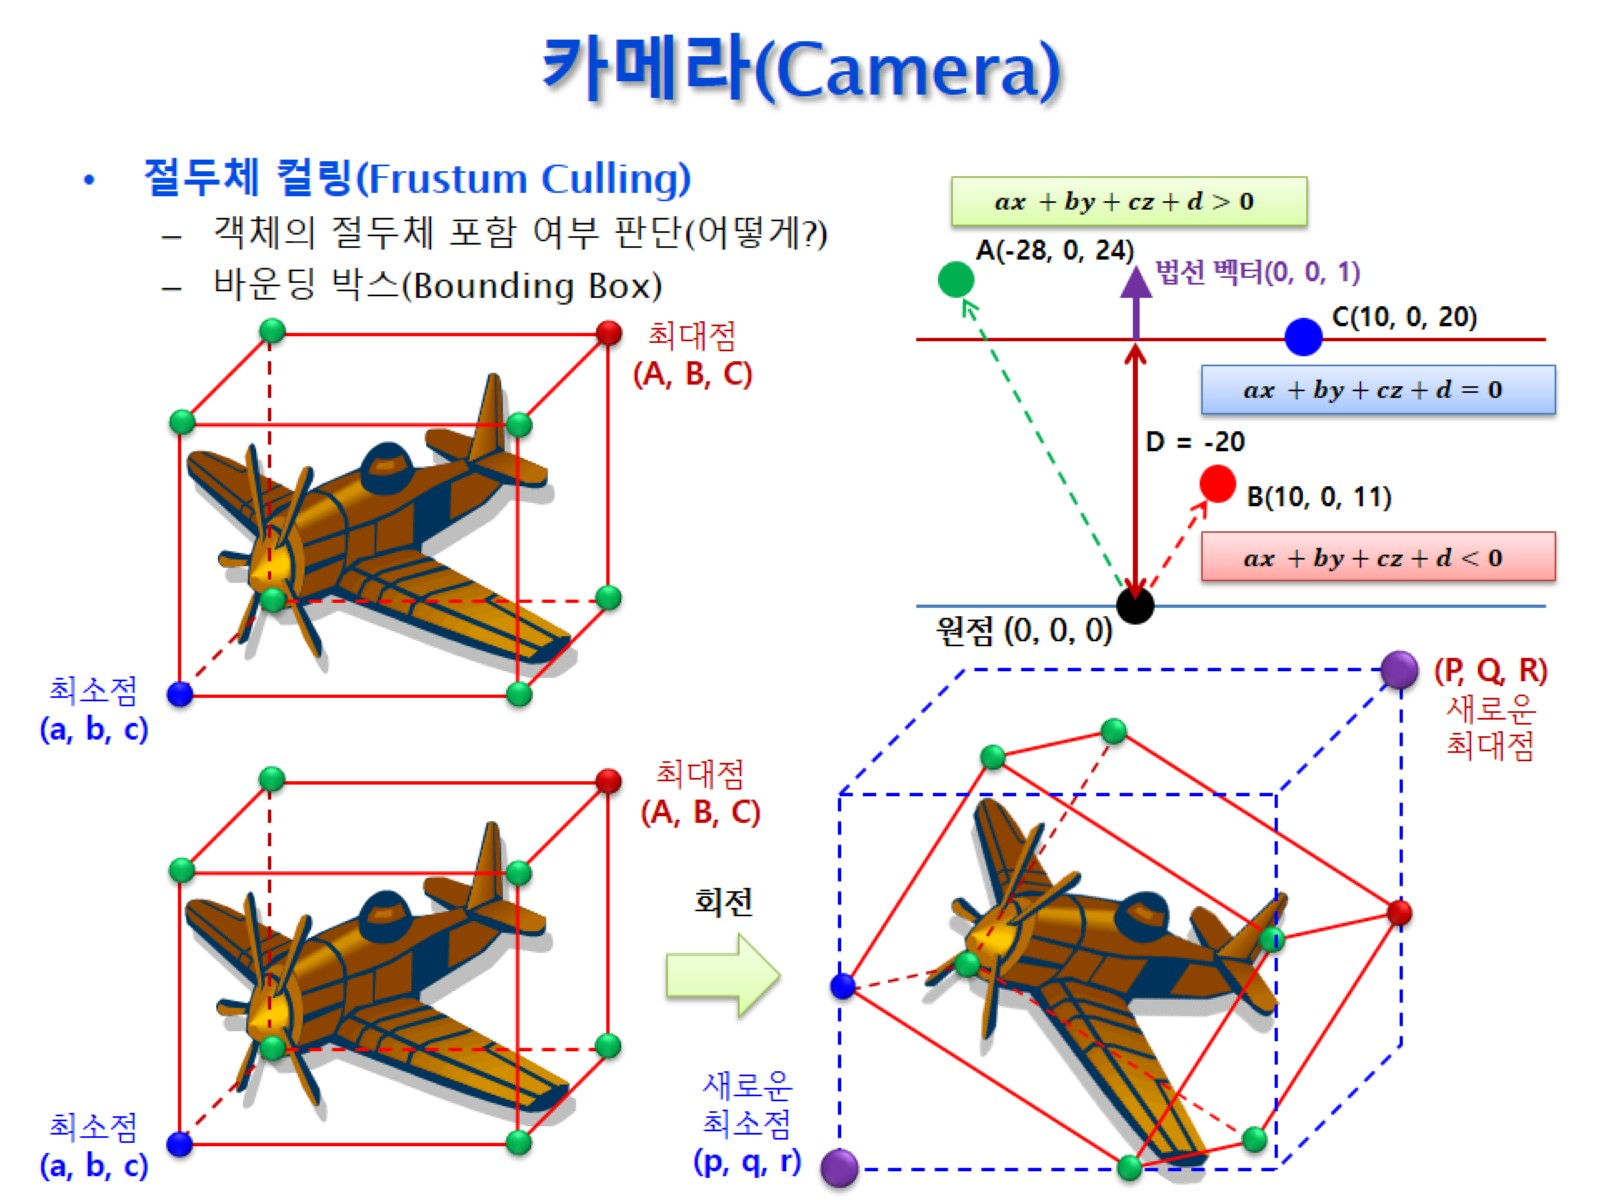 카메라(Camera)
• 절두체 컬링(Frustum Culling)
– 객체의 절두체 포함 여부 판단(어떻게?)
– 바운딩 박스(Bounding Box)
최대점
(A, B, C)
최소점
(a, b, c)
ax + by + cz + d > 0
A(-28, 0, 24)
법선 벡터(0, 0, 1)
C(10, 0, 20)
ax + by + cz + d = 0
D = -20
B(10, 0, 11)
ax + by + cz + d < 0
원점 (0, 0, 0)
최대점
(A, B, C)
최소점
(a, b, c)
회전
(P, Q, R)
새로운
최대점
새로운
최소점
(p, q, r)